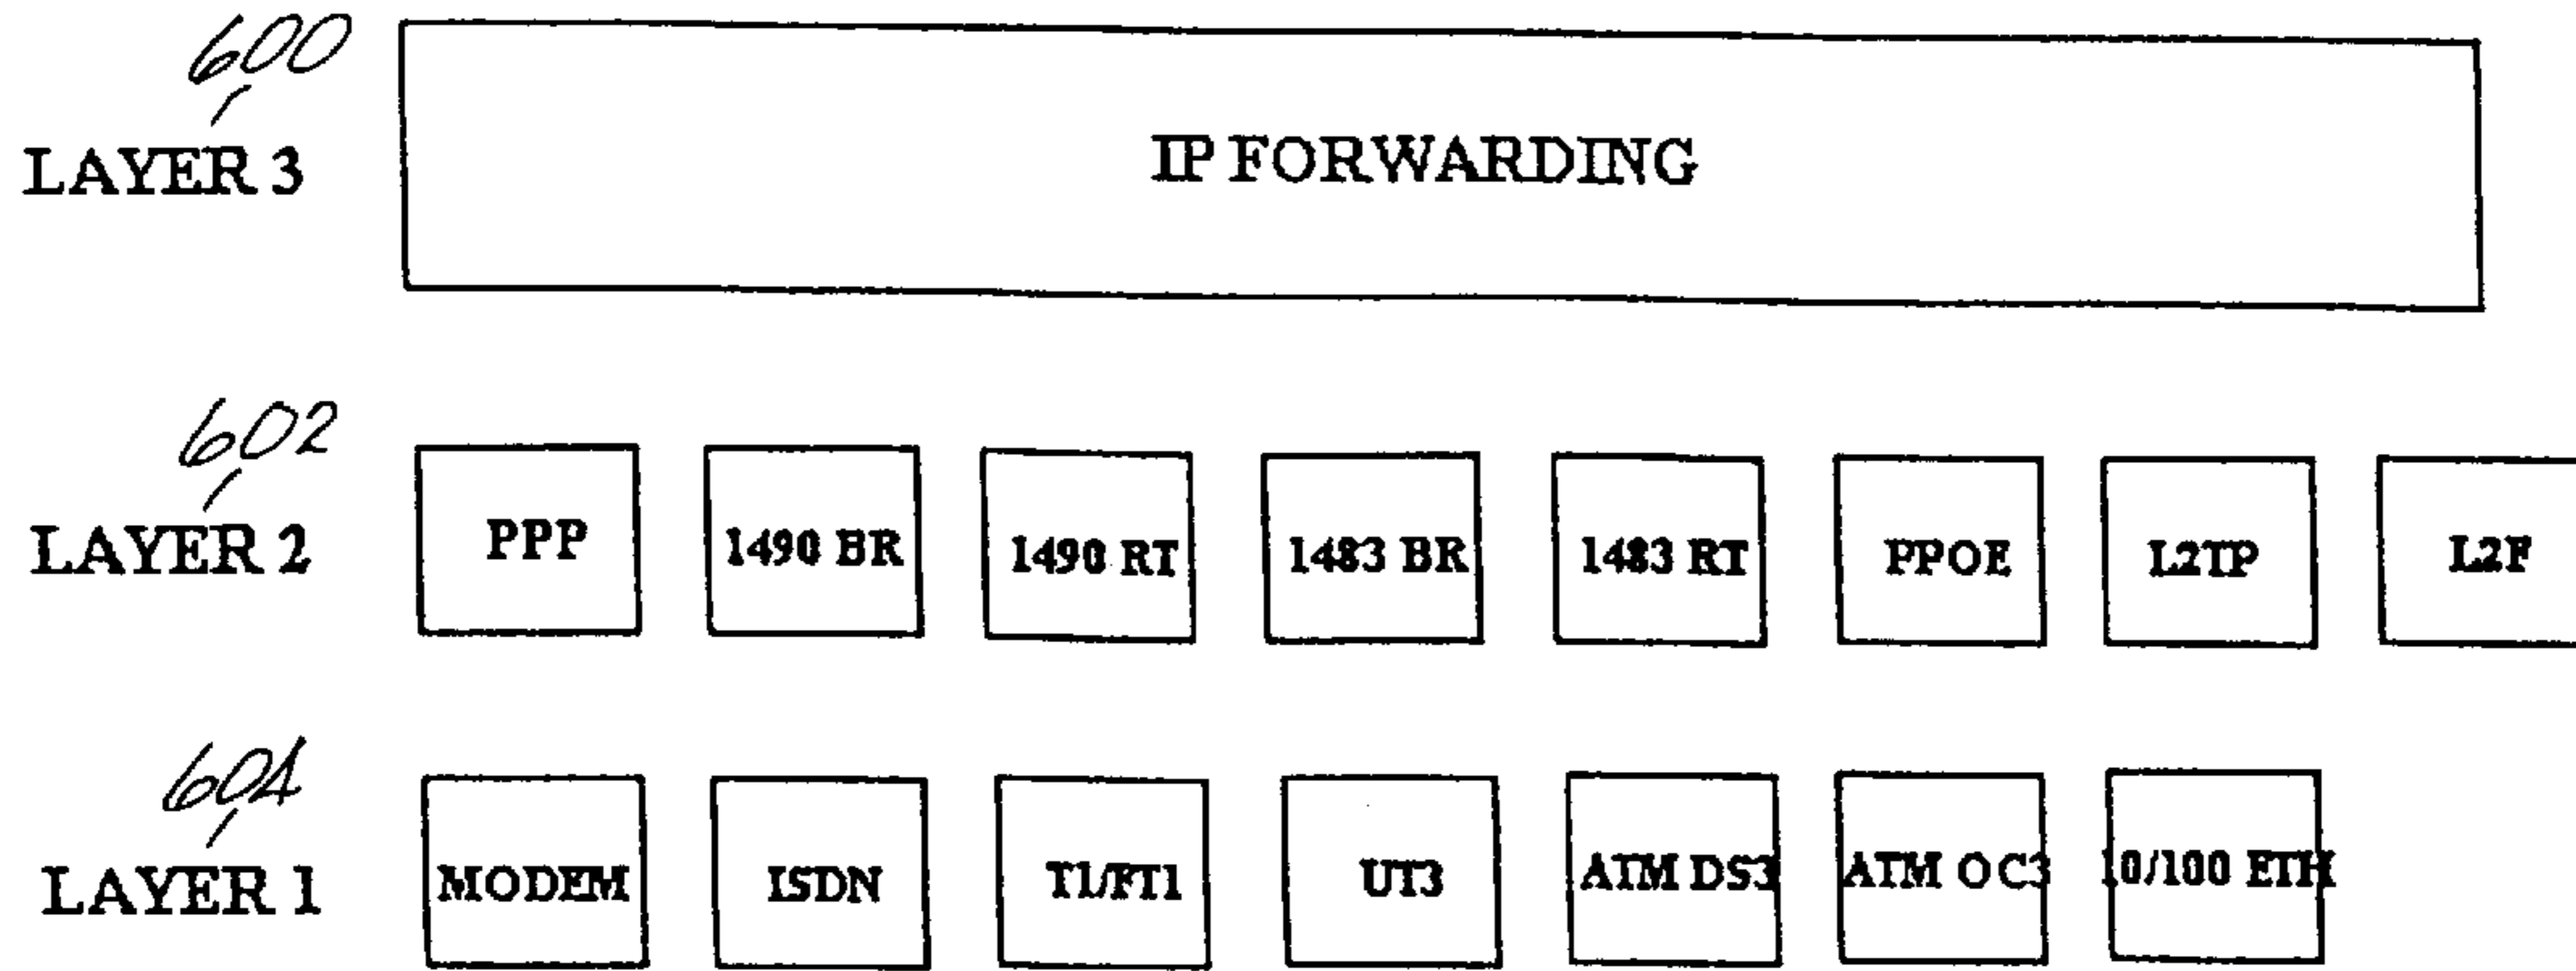 600
LAYER 3
IP FORWARDING
602
LAYER 2
PPP
1490 BR
1490 RT
1483 BR
1483 RT
PPOE
L2TP
L2F
604
LAYER 1
MODEM
ISDN
T1/FT1
UT3
ATM DS3
ATM OC3
10/100 ETH